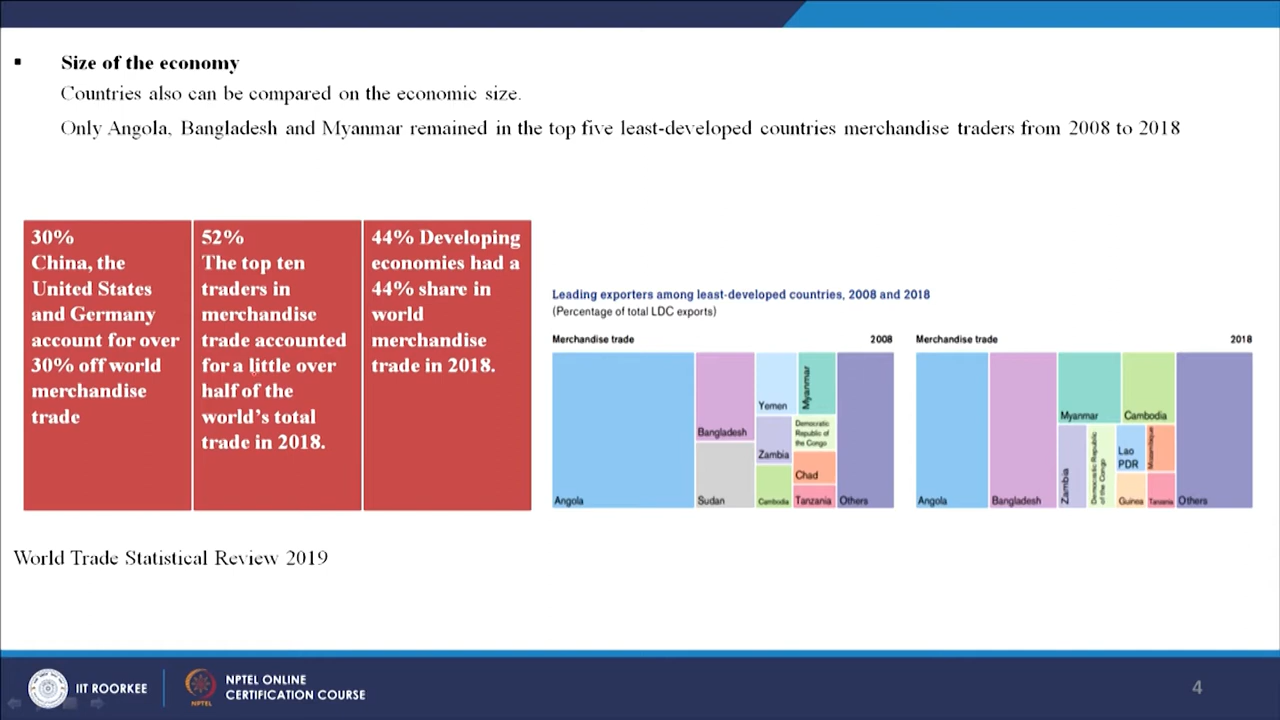 ▪ Size of the economy
Countries also can be compared on the economic size.
Only Angola, Bangladesh and Myanmar remained in the top five least-developed countries merchandise traders from 2008 to 2018
30%
China, the
United States
and Germany
account for over
30% off world
merchandise
trade
52%
The top ten
traders in
merchandise
trade accounted
for a little over
half of the
world's total
trade in 2018.
44% Developing
economies had a
44% share in
world
merchandise
trade in 2018.
Leading exporters among least-developed countries, 2008 and 2018
(Percentage of total LDC exports)
Merchandise trade 2008
Angola
Bangladesh
Sudan
Yemen
Zambia
Cambodia
Myanmar
Democratic
Republic of
the Congo
Chad
Tanzania
Others
Merchandise trade 2018
Angola
Bangladesh
Myanmar
Cambodia
Zambia
Democratic Republic
of the Congo
Lao
PDR
Mozambique
Guinea
Tanzania
Others
World Trade Statistical Review 2019
IIT ROORKEE
NPTEL
NPTEL ONLINE
CERTIFICATION COURSE
4